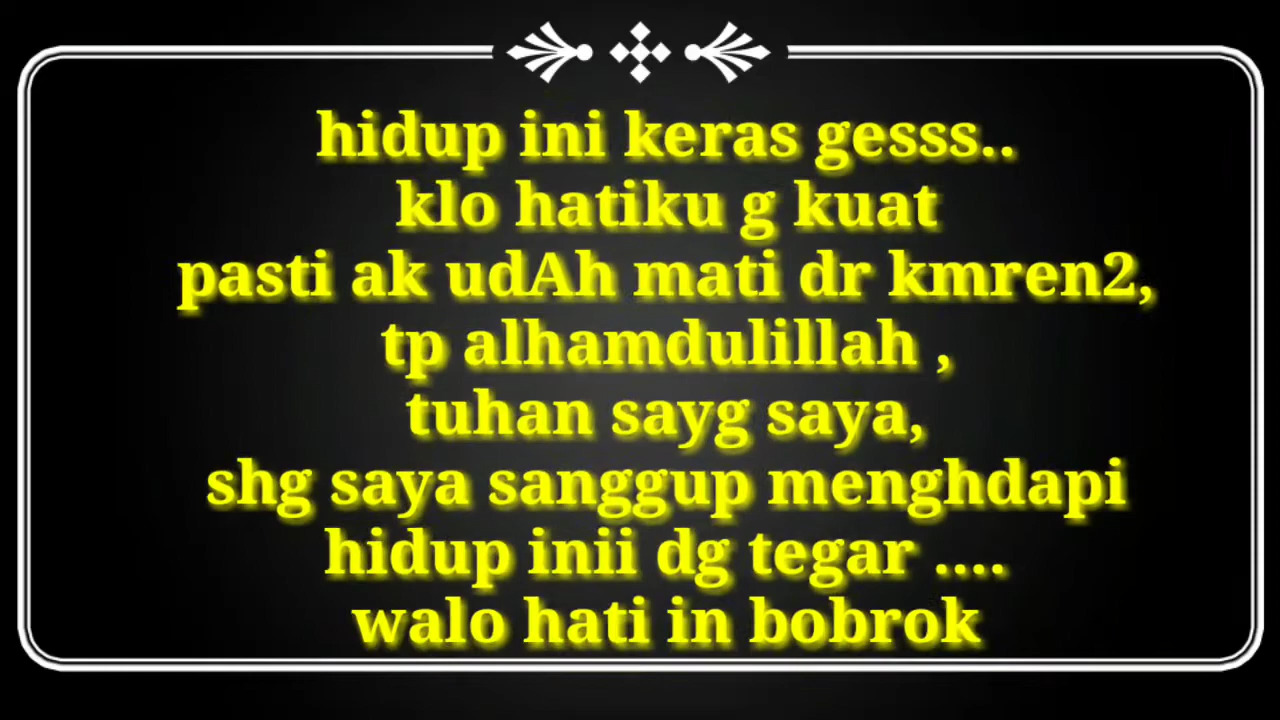 hidup ini keras gesss..
klo hatiku g kuat
pasti ak udAh mati dr kmren2,
tp alhamdulillah ,
tuhan sayg saya,
shg saya sanggup menghdapi
hidup inii dg tegar ....
walo hati in bobrok